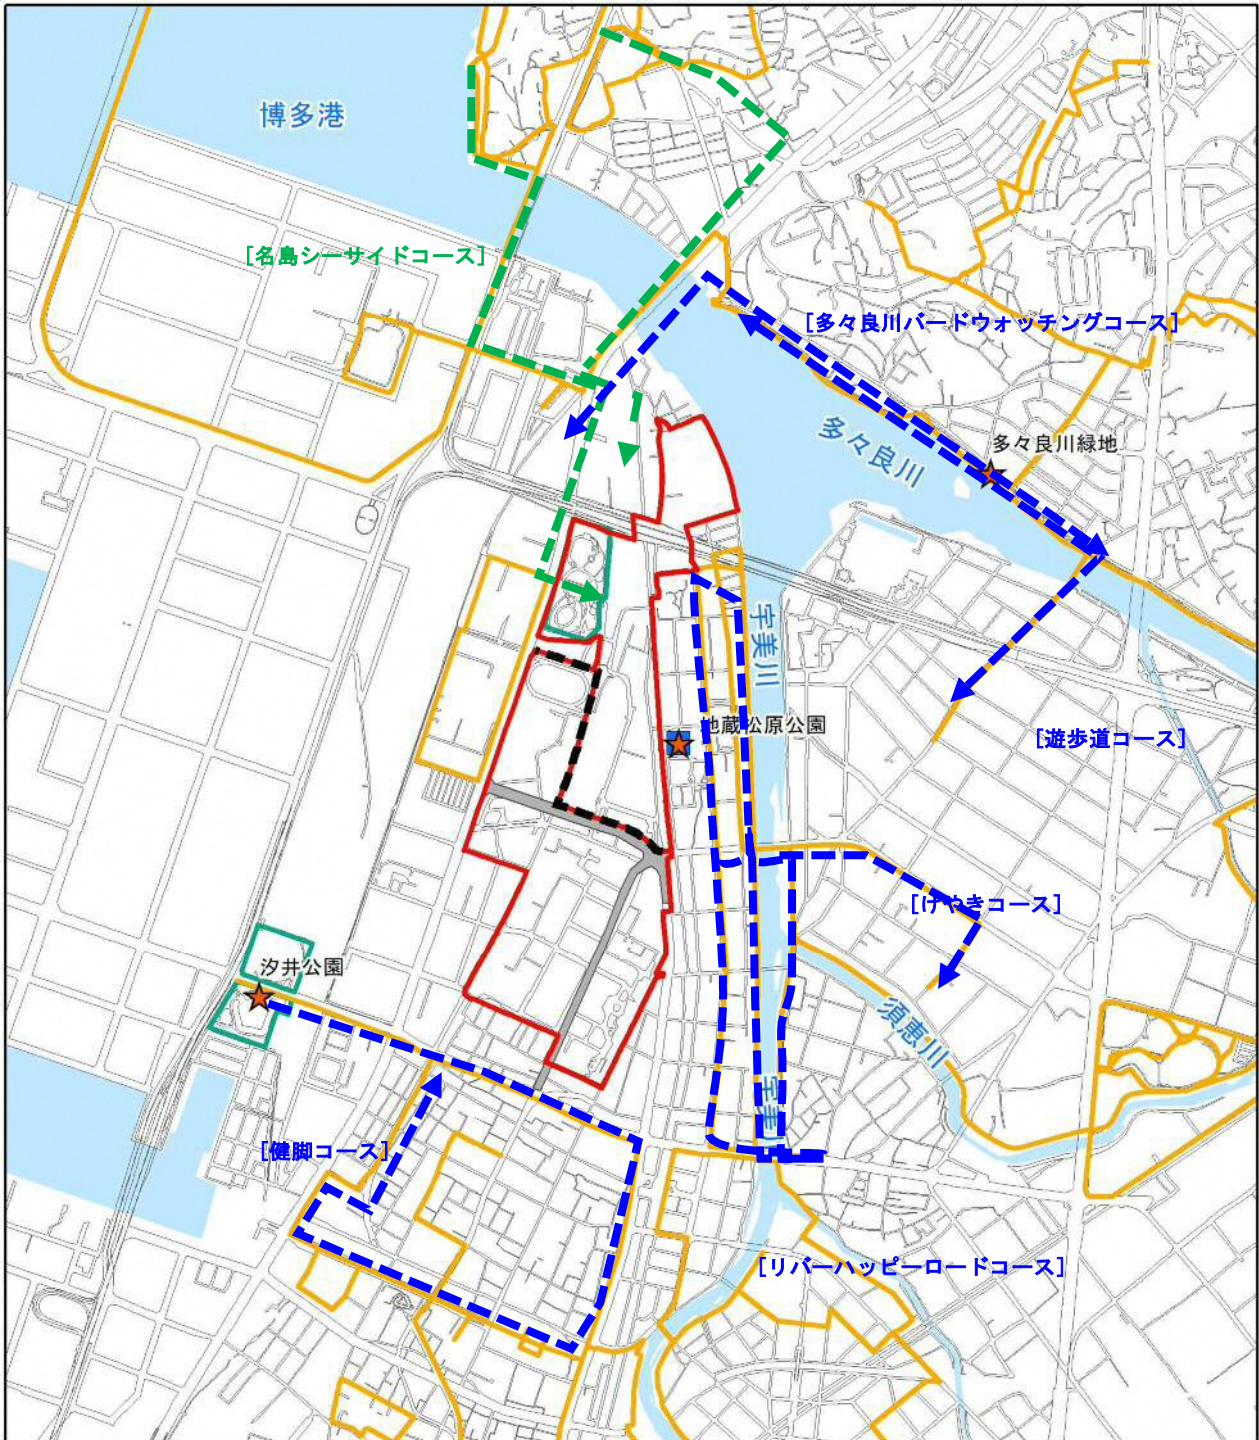 博多港
[名島シーサイドコース]
[多々良川バードウォッチングコース]
多々良川
多々良川緑地
宇美川
地蔵松原公園
[遊歩道コース]
[けやきコース]
汐井公園
須恵川
宇美川
[健脚コース]
[リバーハッピーロードコース]